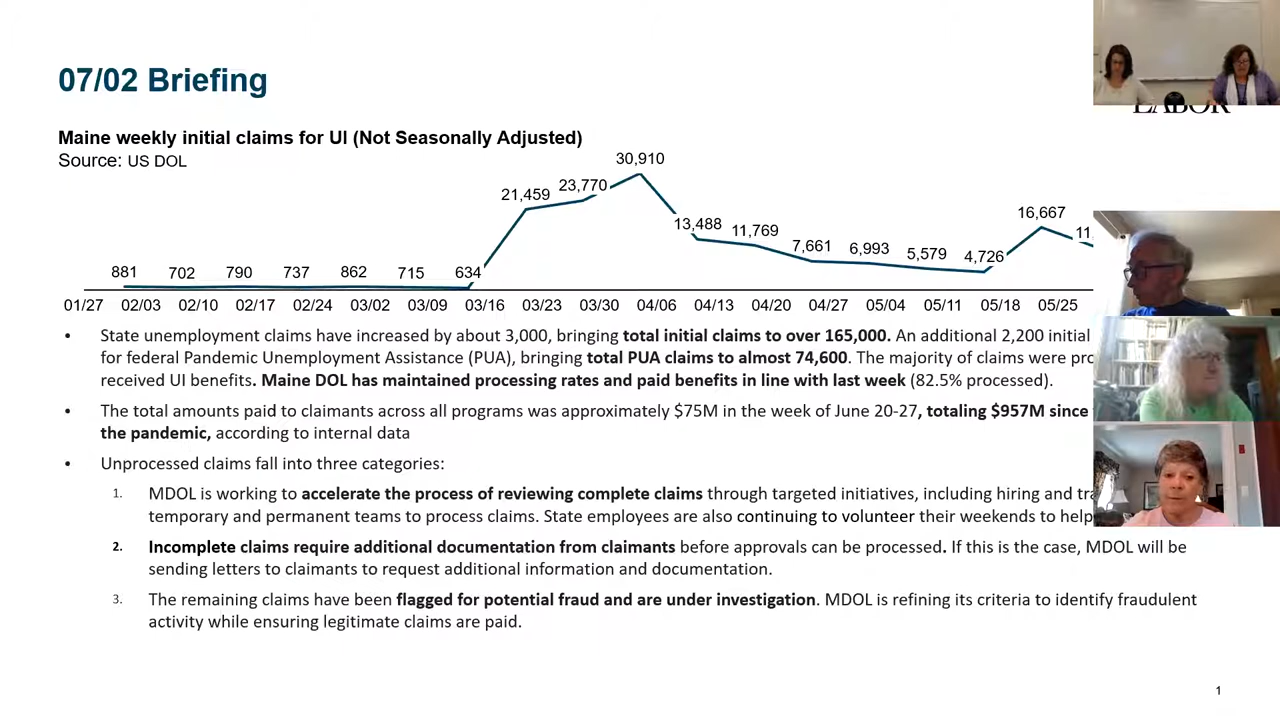 07/02 Briefing
LABOR
Maine weekly initial claims for UI (Not Seasonally Adjusted)
Source: US DOL
30,910
21,459 23,770
16,667
13,488 11,769
7,661 6,993 5,579 4,726
11,
881 702 790 737 862 715 634
01/27 02/03 02/10 02/17 02/24 03/02 03/09 03/16 03/23 03/30 04/06 04/13 04/20 04/27 05/04 05/11 05/18 05/25
• State unemployment claims have increased by about 3,000, bringing total initial claims to over 165,000. An additional 2,200 initial
for federal Pandemic Unemployment Assistance (PUA), bringing total PUA claims to almost 74,600. The majority of claims were
received UI benefits. Maine DOL has maintained processing rates and paid benefits in line with last week (82.5% processed).
• The total amounts paid to claimants across all programs was approximately $75M in the week of June 20-27, totaling $957M since
the pandemic, according to internal data
• Unprocessed claims fall into three categories:
1. MDOL is working to accelerate the process of reviewing complete claims through targeted initiatives, including hiring and
temporary and permanent teams to process claims. State employees are also continuing to volunteer their weekends to help
2. Incomplete claims require additional documentation from claimants before approvals can be processed. If this is the case, MDOL will be
sending letters to claimants to request additional information and documentation.
3. The remaining claims have been flagged for potential fraud and are under investigation. MDOL is refining its criteria to identify fraudulent
activity while ensuring legitimate claims are paid.
1